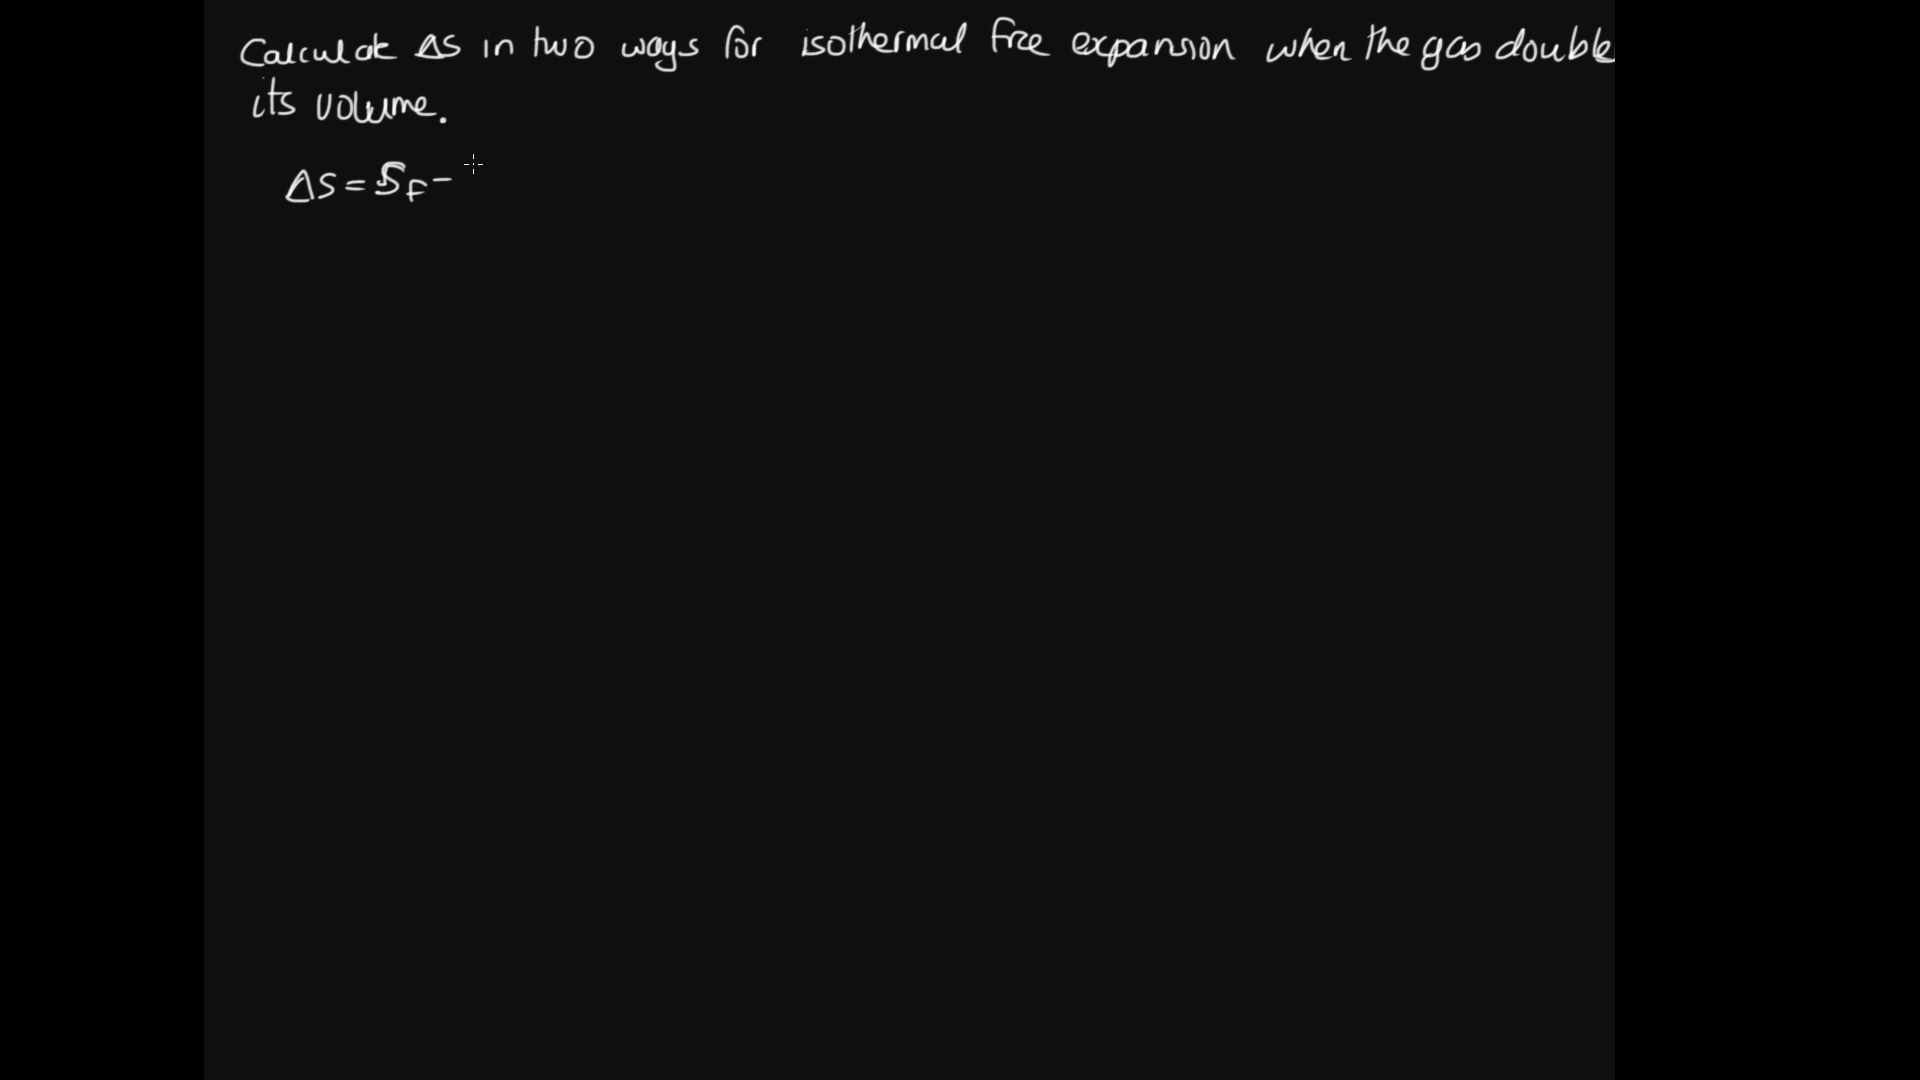 Calculate ΔS in two ways for isothermal free expansion when the gas double
its volume.
ΔS = S_F -